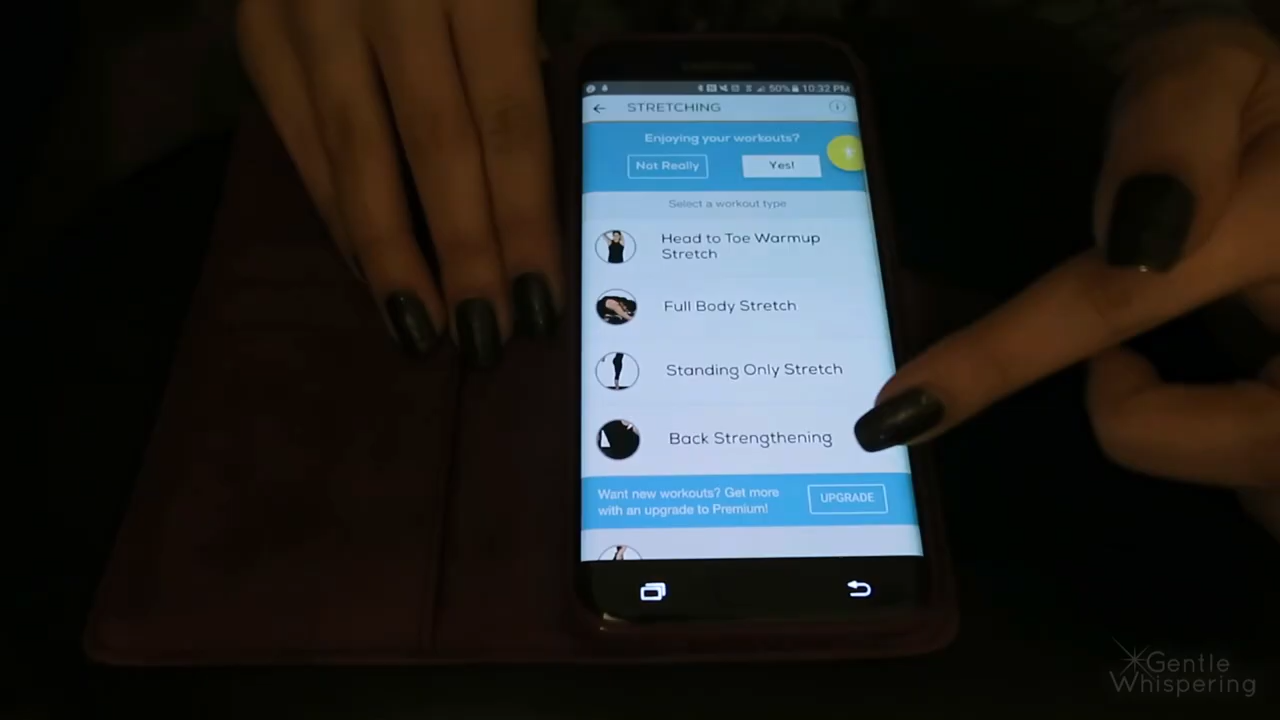 50% 10:32 PM
STRETCHING
Enjoying your workouts?
Not Really Yes!
Select a workout type
Head to Toe Warmup
Stretch
Full Body Stretch
Standing Only Stretch
Back Strengthening
Want new workouts? Get more
with an upgrade to Premium!
UPGRADE
Gentle
Whispering